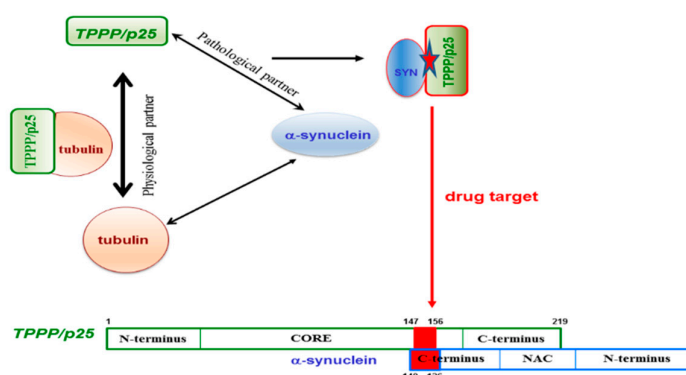 TPPP/p25
Pathological partner
SYN
TPPP/p25
TPPP/p25
tubulin
Physiological partner
α-synuclein
tubulin
drug target
1
147
156
219
TPPP/p25
N-terminus
CORE
C-terminus
α-synuclein
C-terminus
NAC
N-terminus